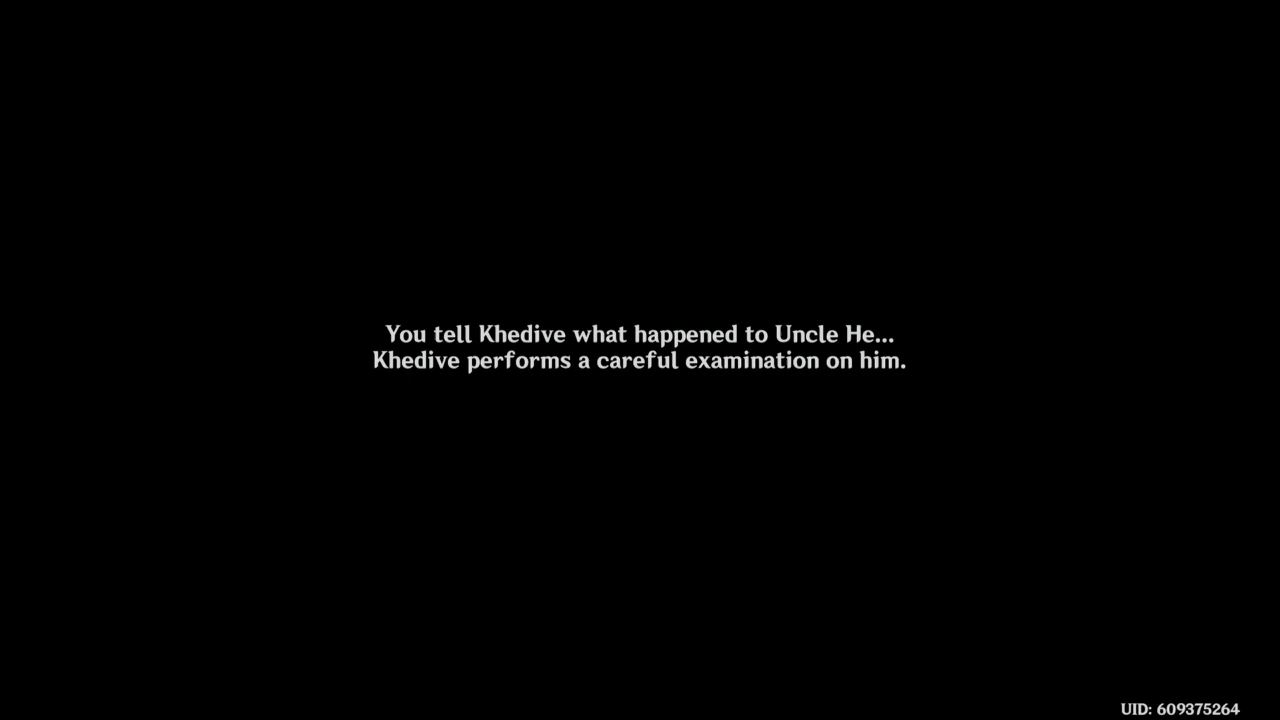 You tell Khedive what happened to Uncle He...
Khedive performs a careful examination on him.
UID: 609375264